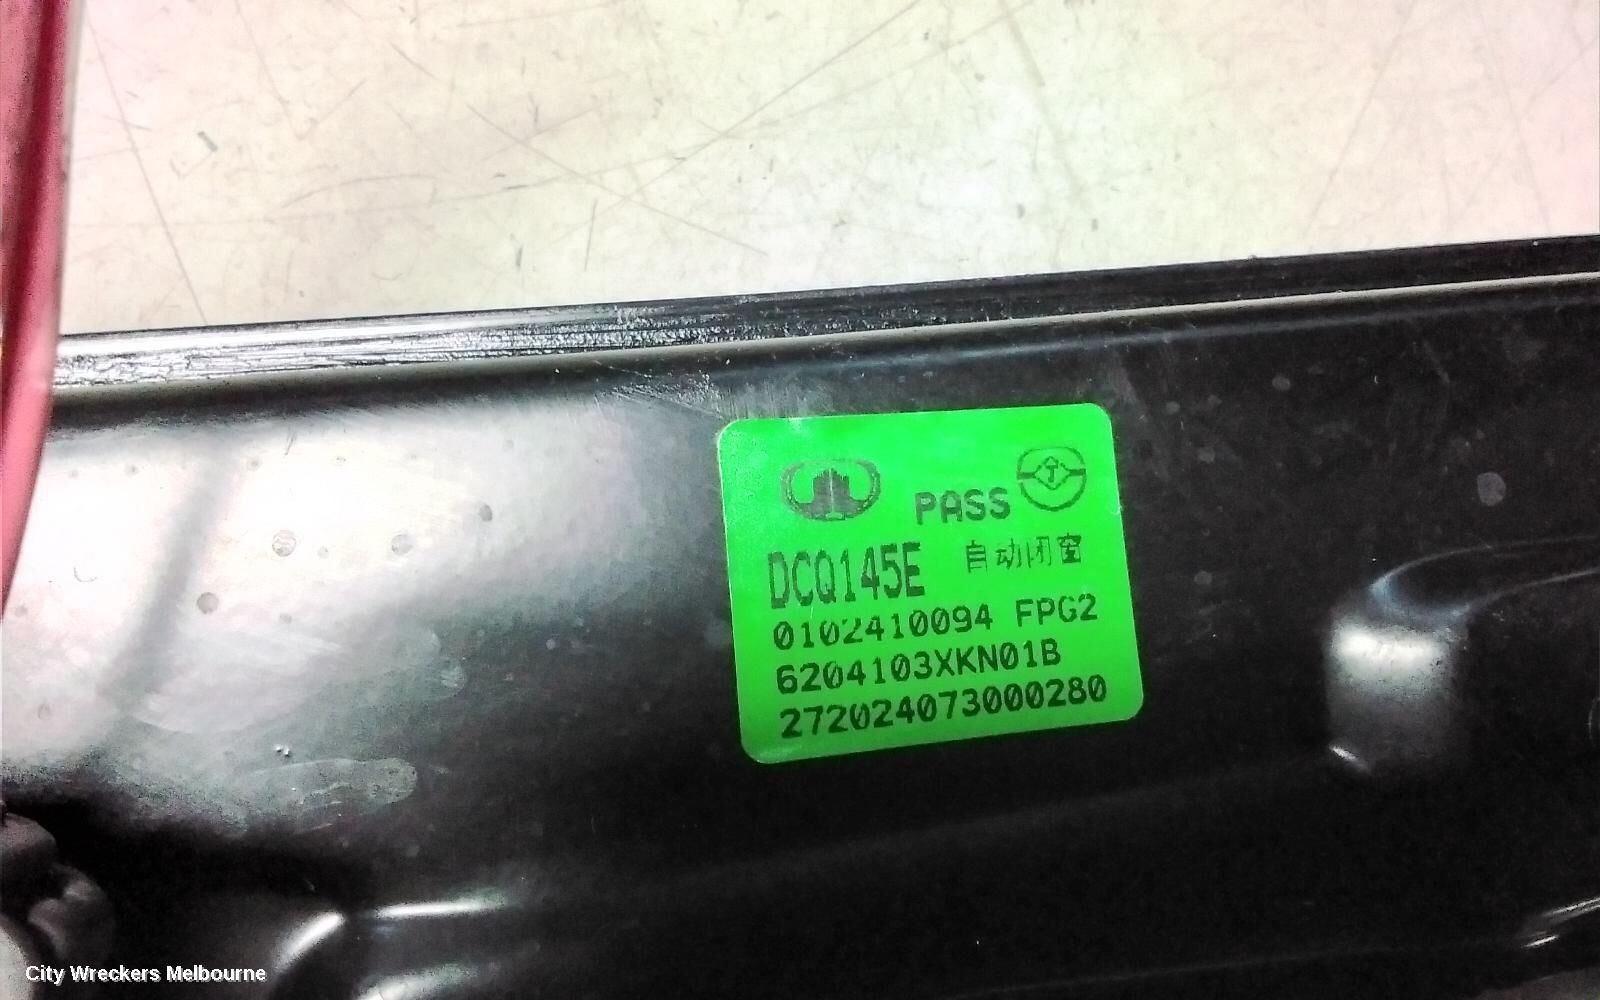 PASS
DCQ145E 自动闭窗
0102410094 FPG2
6204103XKN01B
272024073000280
City Wreckers Melbourne